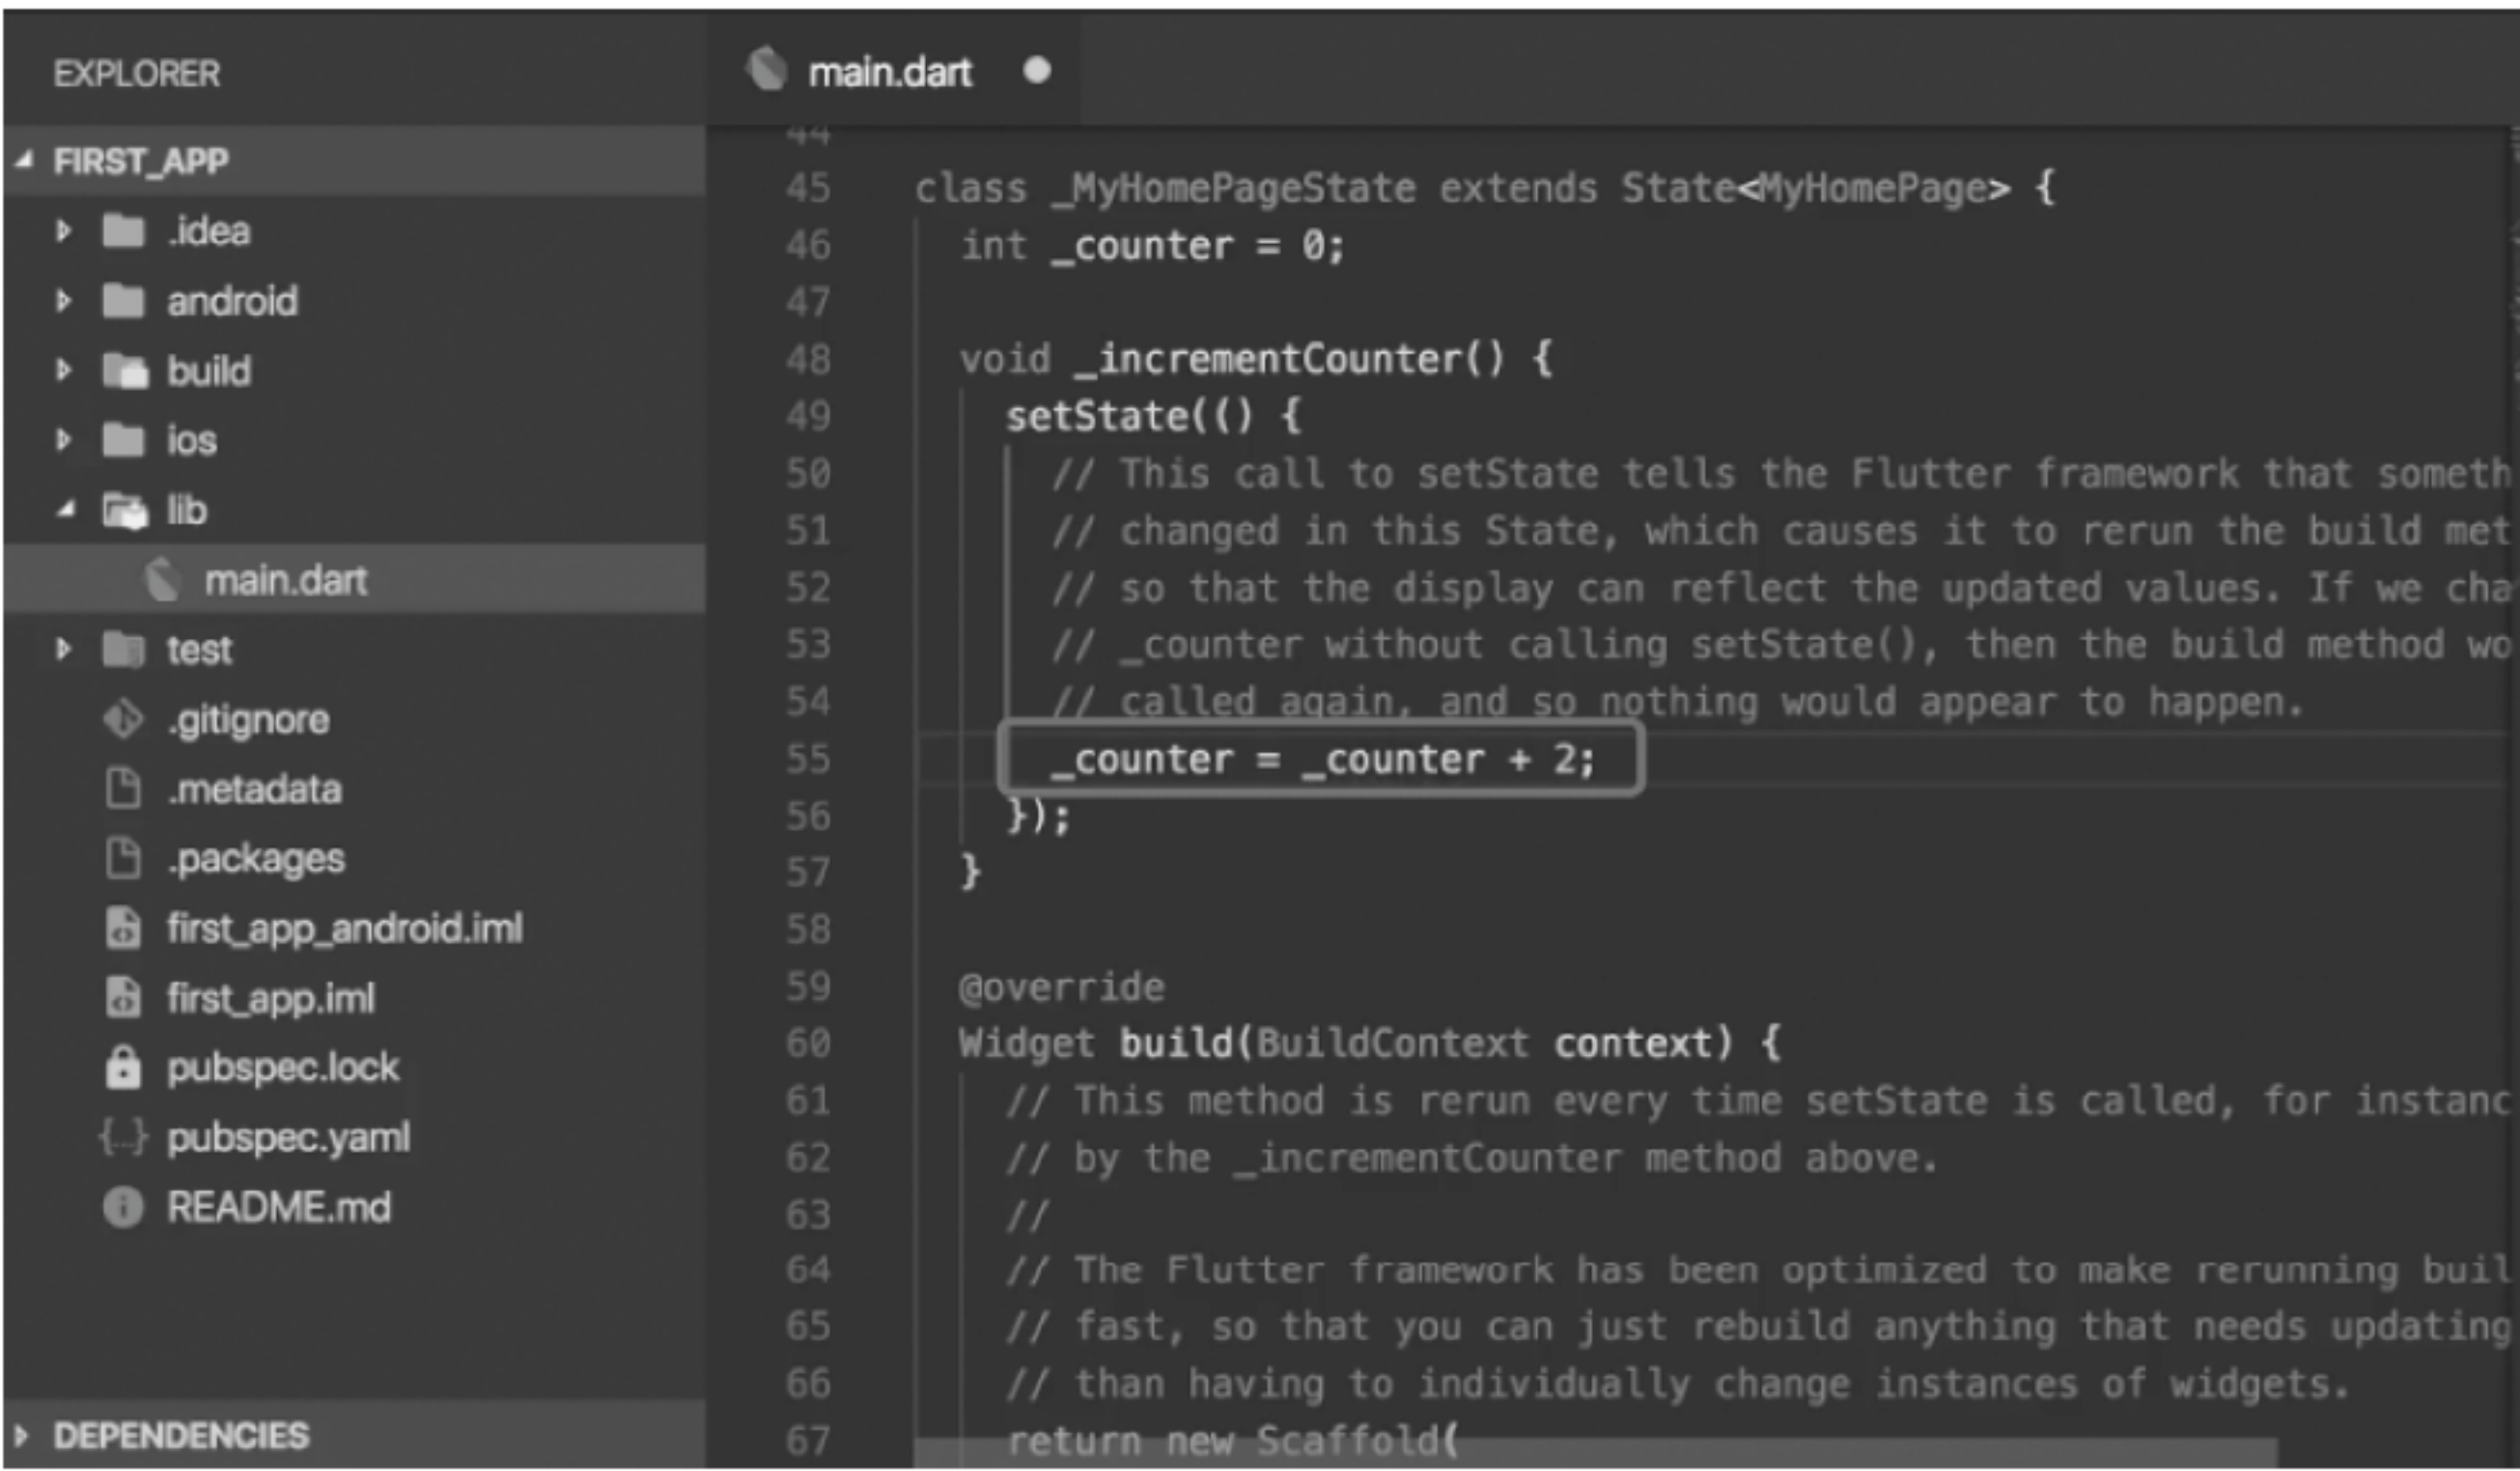 EXPLORER
FIRST_APP
.idea
android
build
ios
lib
main.dart
test
.gitignore
.metadata
.packages
first_app_android.iml
first_app.iml
pubspec.lock
pubspec.yaml
README.md
DEPENDENCIES
main.dart
44
45 class _MyHomePageState extends State<MyHomePage> {
46 int _counter = 0;
47
48 void _incrementCounter() {
49 setState(() {
50 // This call to setState tells the Flutter framework that someth
51 // changed in this State, which causes it to rerun the build met
52 // so that the display can reflect the updated values. If we cha
53 // _counter without calling setState(), then the build method wo
54 // called again, and so nothing would appear to happen.
55 _counter = _counter + 2;
56 });
57 }
58
59 @override
60 Widget build(BuildContext context) {
61 // This method is rerun every time setState is called, for instanc
62 // by the _incrementCounter method above.
63 //
64 // The Flutter framework has been optimized to make rerunning buil
65 // fast, so that you can just rebuild anything that needs updating
66 // than having to individually change instances of widgets.
67 return new Scaffold(